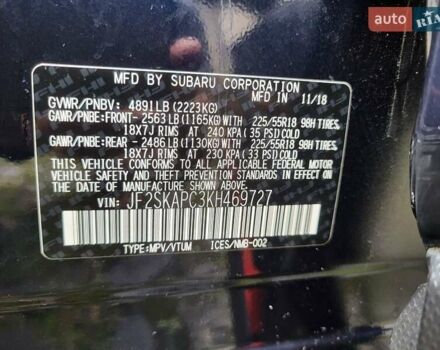 auto RIA
MFD BY SUBARU CORPORATION
MFD IN 11/18
GVWR/PNBV: 4891LB(2223KG)
GAWR/PNBE:FRONT- 2563LB(1165KG)WITH 225/55R18 98H TIRES
18X7J RIMS AT 240 KPA(35 PSI)COLD
GAWR/PNBE:REAR - 2486LB(1130KG)WITH 225/55R18 98H TIRES
18X7J RIMS AT 230 KPA(33 PSI)COLD
THIS VEHICLE CONFORMS TO ALL APPLICABLE FEDERAL MOTOR
VEHICLE SAFETY, BUMPER, AND THEFT PREVENTION STANDARDS
IN EFFECT ON THE DATE OF MANUFACTURE SHOWN ABOVE.
VIN: JF2SKAPC3KH469727
TYPE:MPV/VTUM ICES/NMB-002